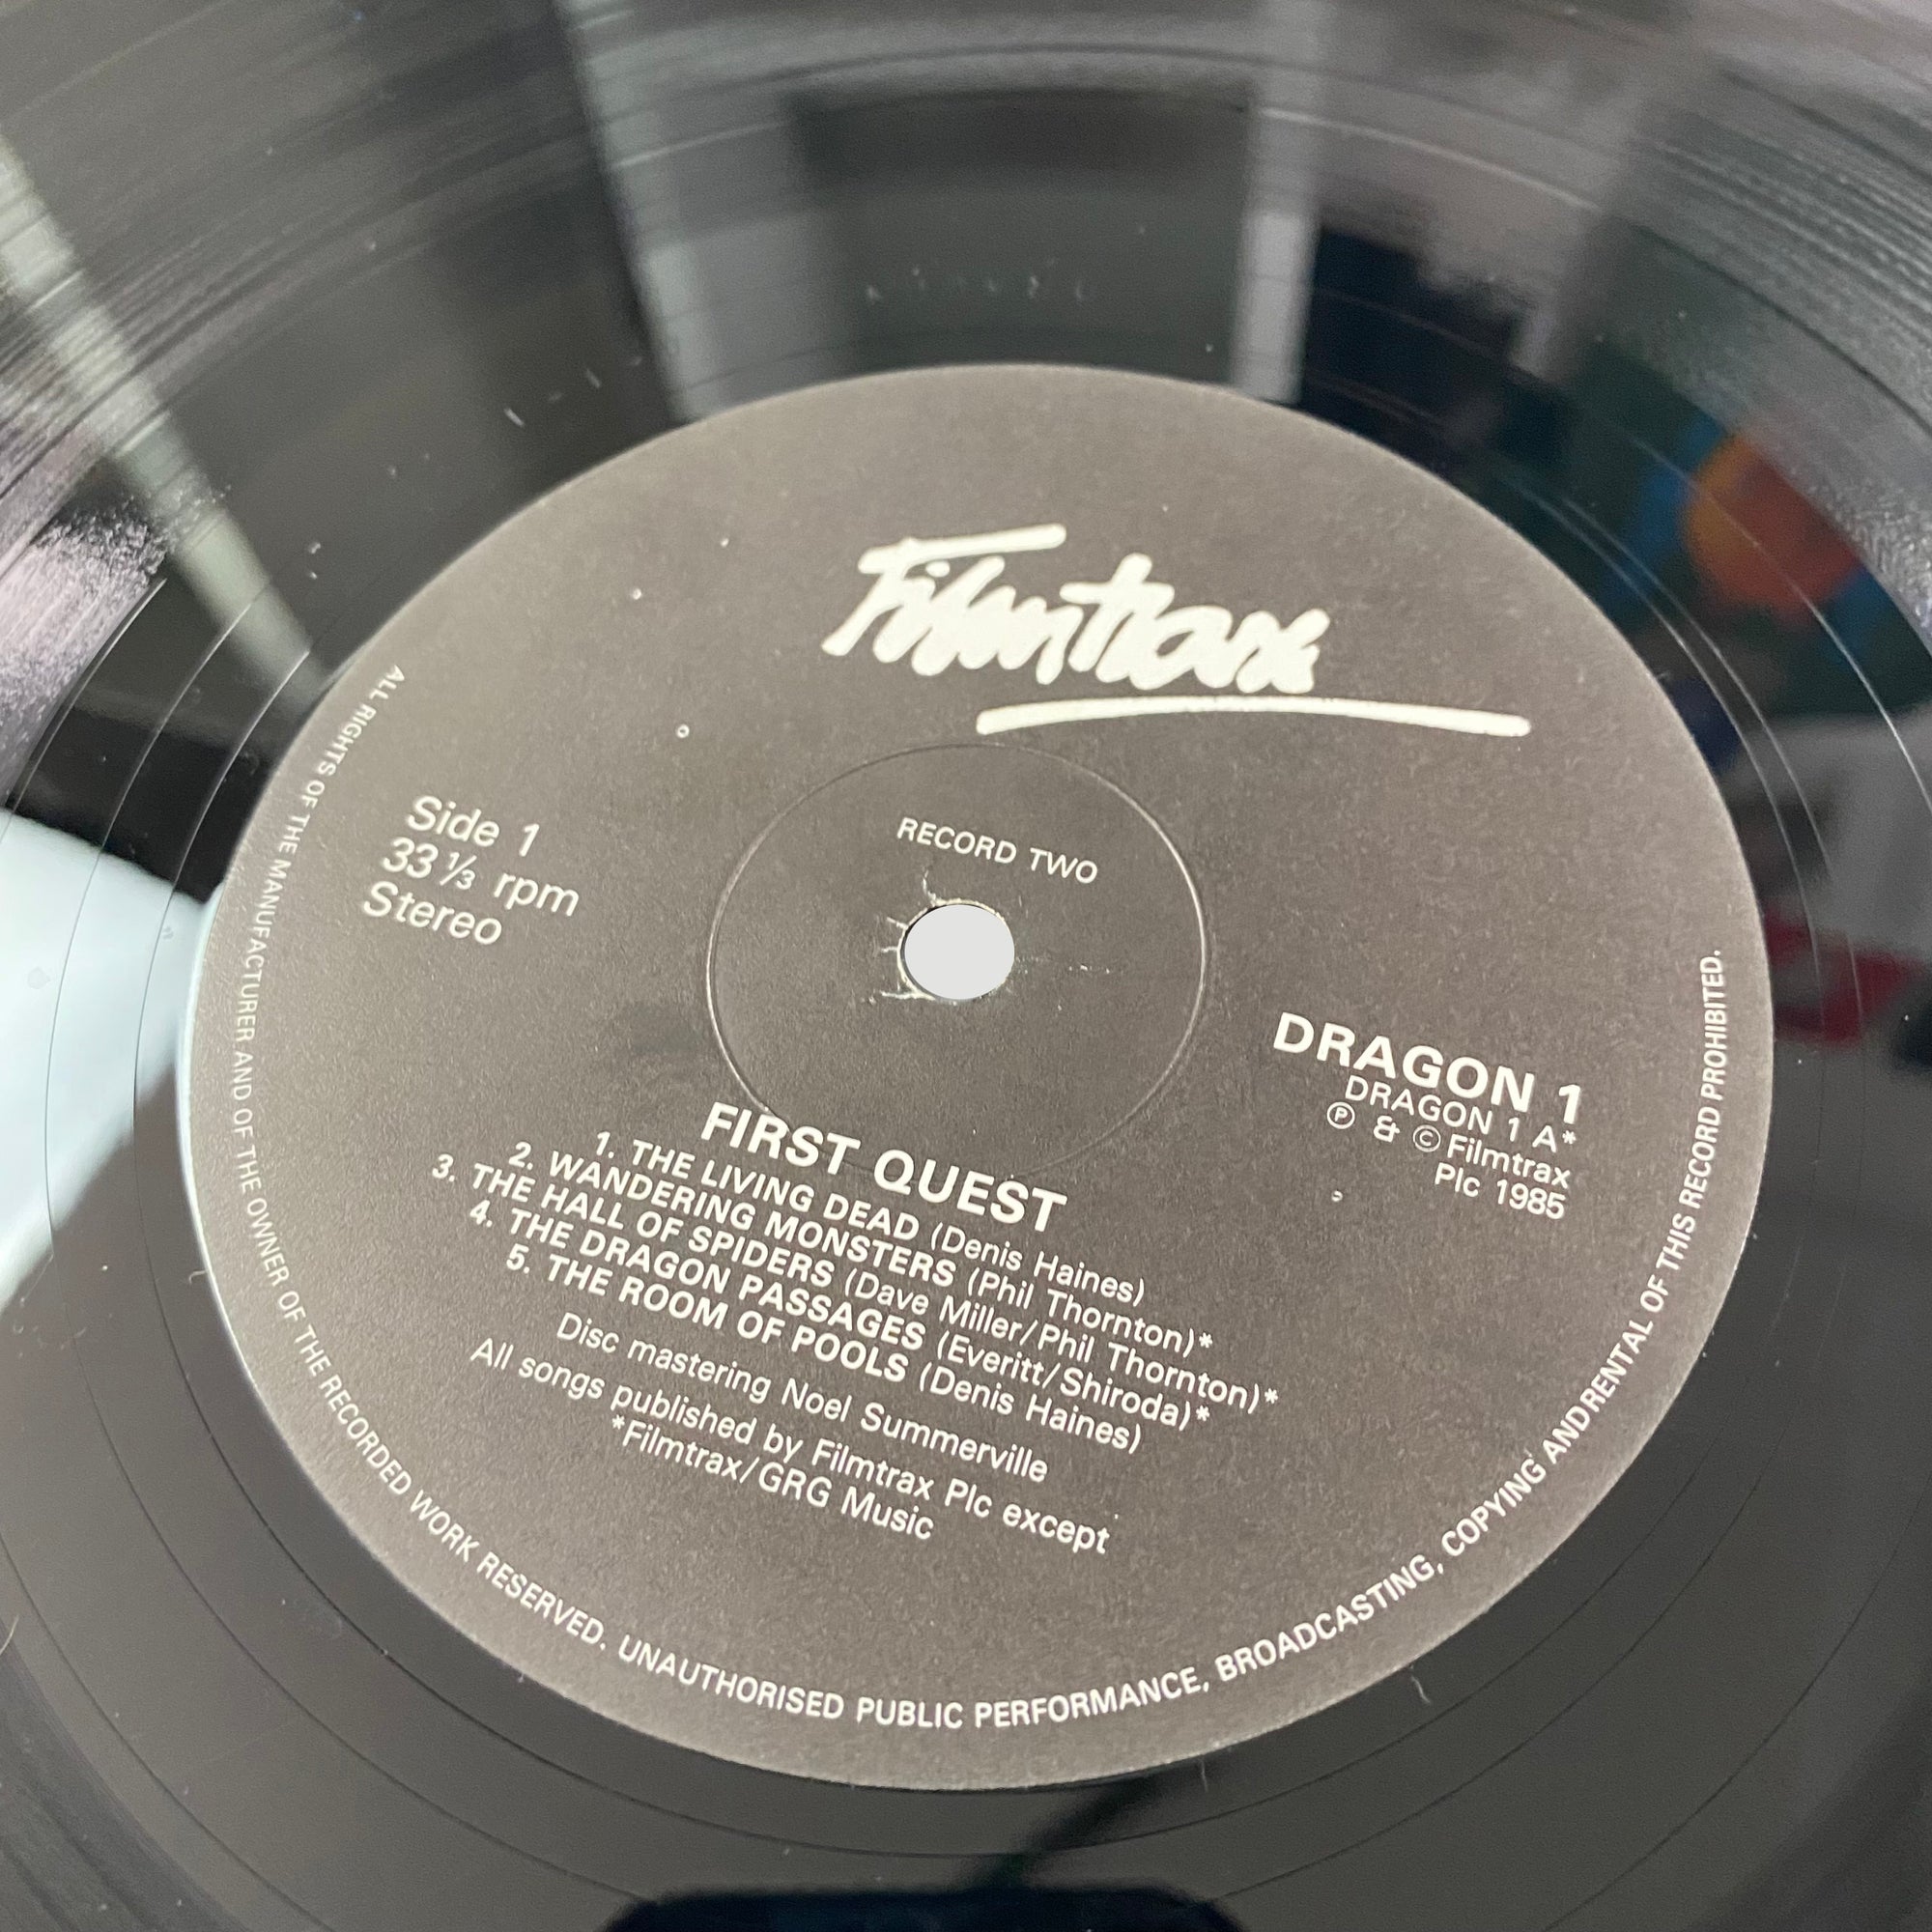 Filmtrax
RECORD TWO
Side 1
33⅓ rpm
Stereo
DRAGON 1
DRAGON 1 A*
℗ & © Filmtrax
Plc 1985
FIRST QUEST
1. THE LIVING DEAD (Denis Haines)
2. WANDERING MONSTERS (Phil Thornton)*
3. THE HALL OF SPIDERS (Dave Miller/Phil Thornton)*
4. THE DRAGON PASSAGES (Everitt/Shiroda)*
5. THE ROOM OF POOLS (Denis Haines)
Disc mastering Noel Summerville
All songs published by Filmtrax Plc except
*Filmtrax/GRG Music
ALL RIGHTS OF THE MANUFACTURER AND OF THE OWNER OF THE RECORDED WORK RESERVED. UNAUTHORISED PUBLIC PERFORMANCE, BROADCASTING, COPYING ANDRENTAL OF THIS RECORD PROHIBITED.